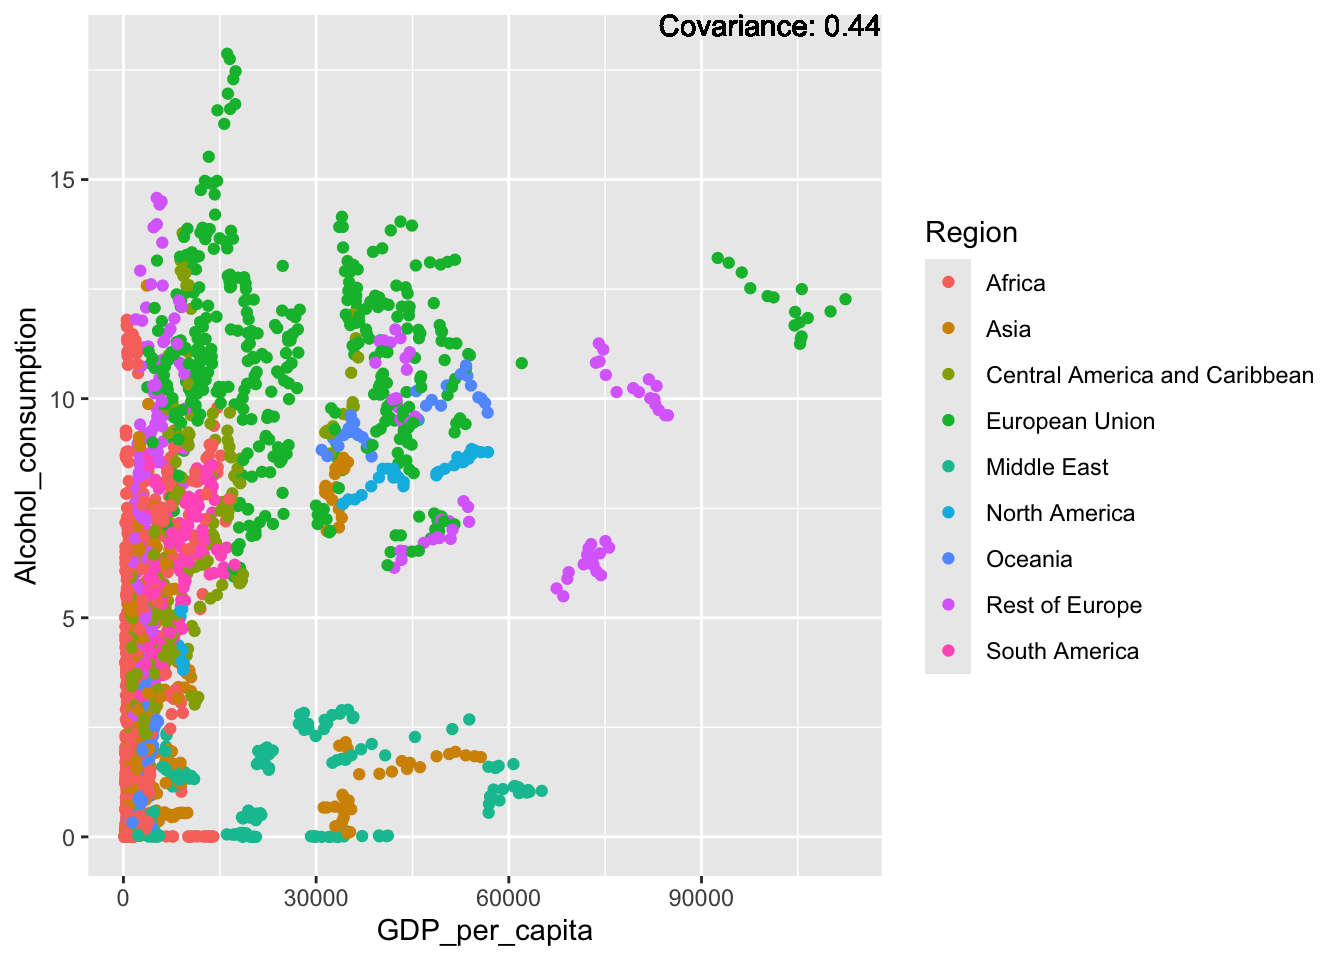 Covariance: 0.44
Alcohol_consumption
15
10
5
0
0
30000
60000
90000
GDP_per_capita
Region
Africa
Asia
Central America and Caribbean
European Union
Middle East
North America
Oceania
Rest of Europe
South America